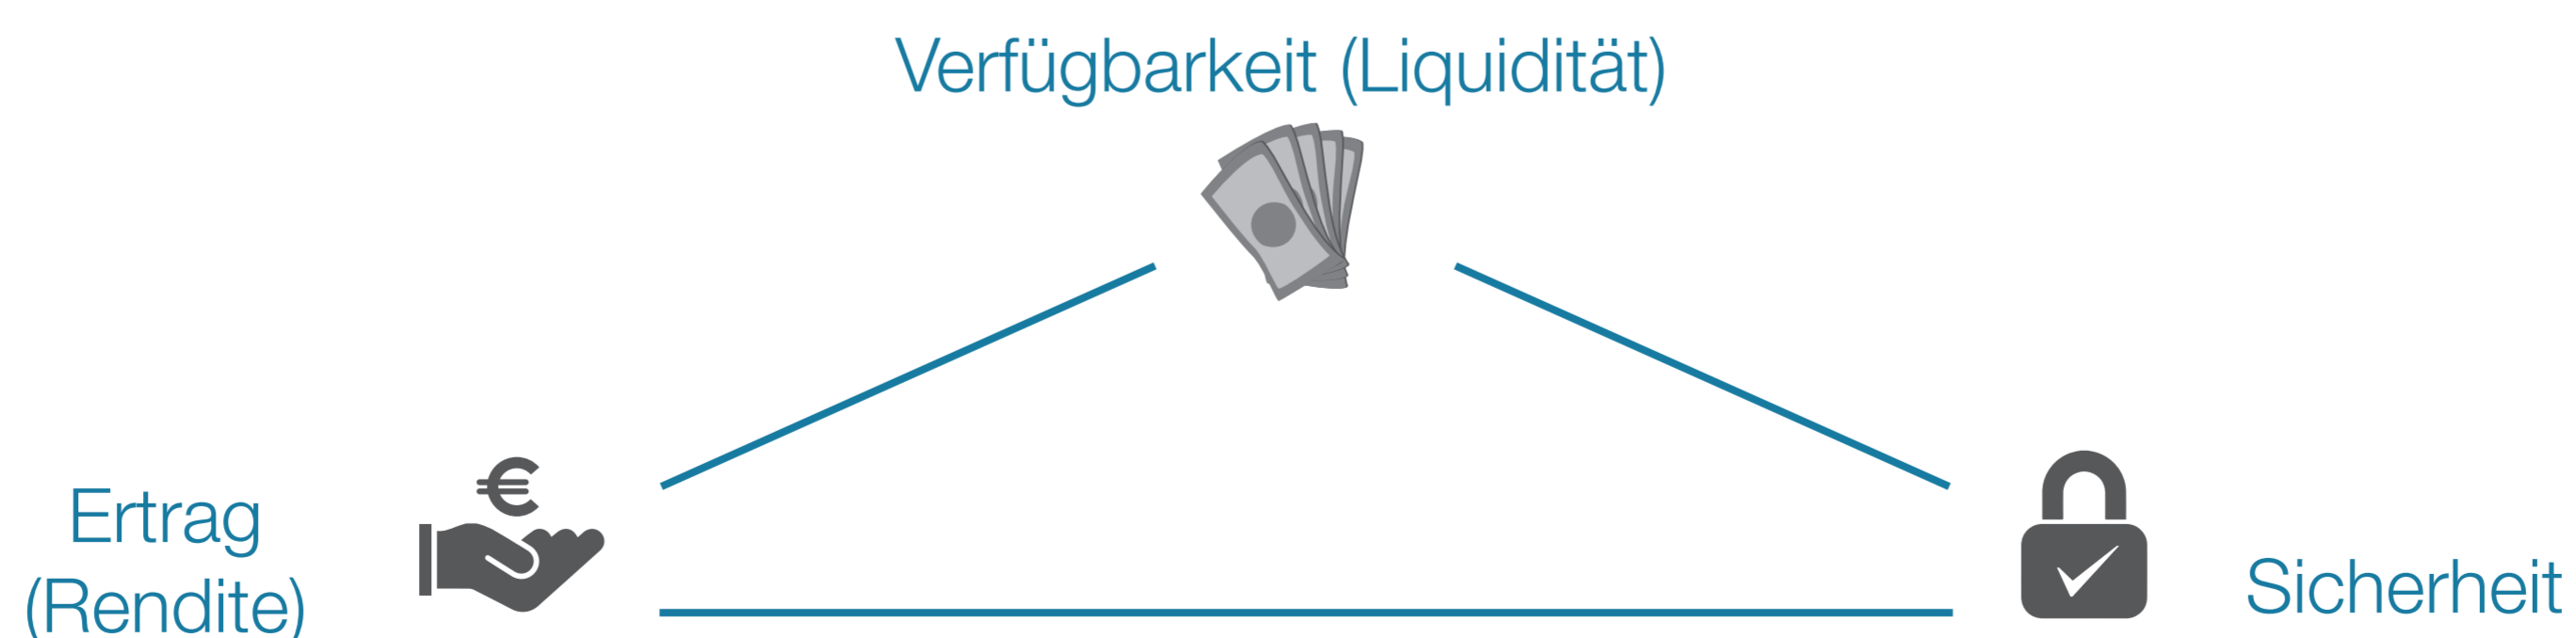 Verfügbarkeit (Liquidität)
€
Ertrag
(Rendite)
Sicherheit